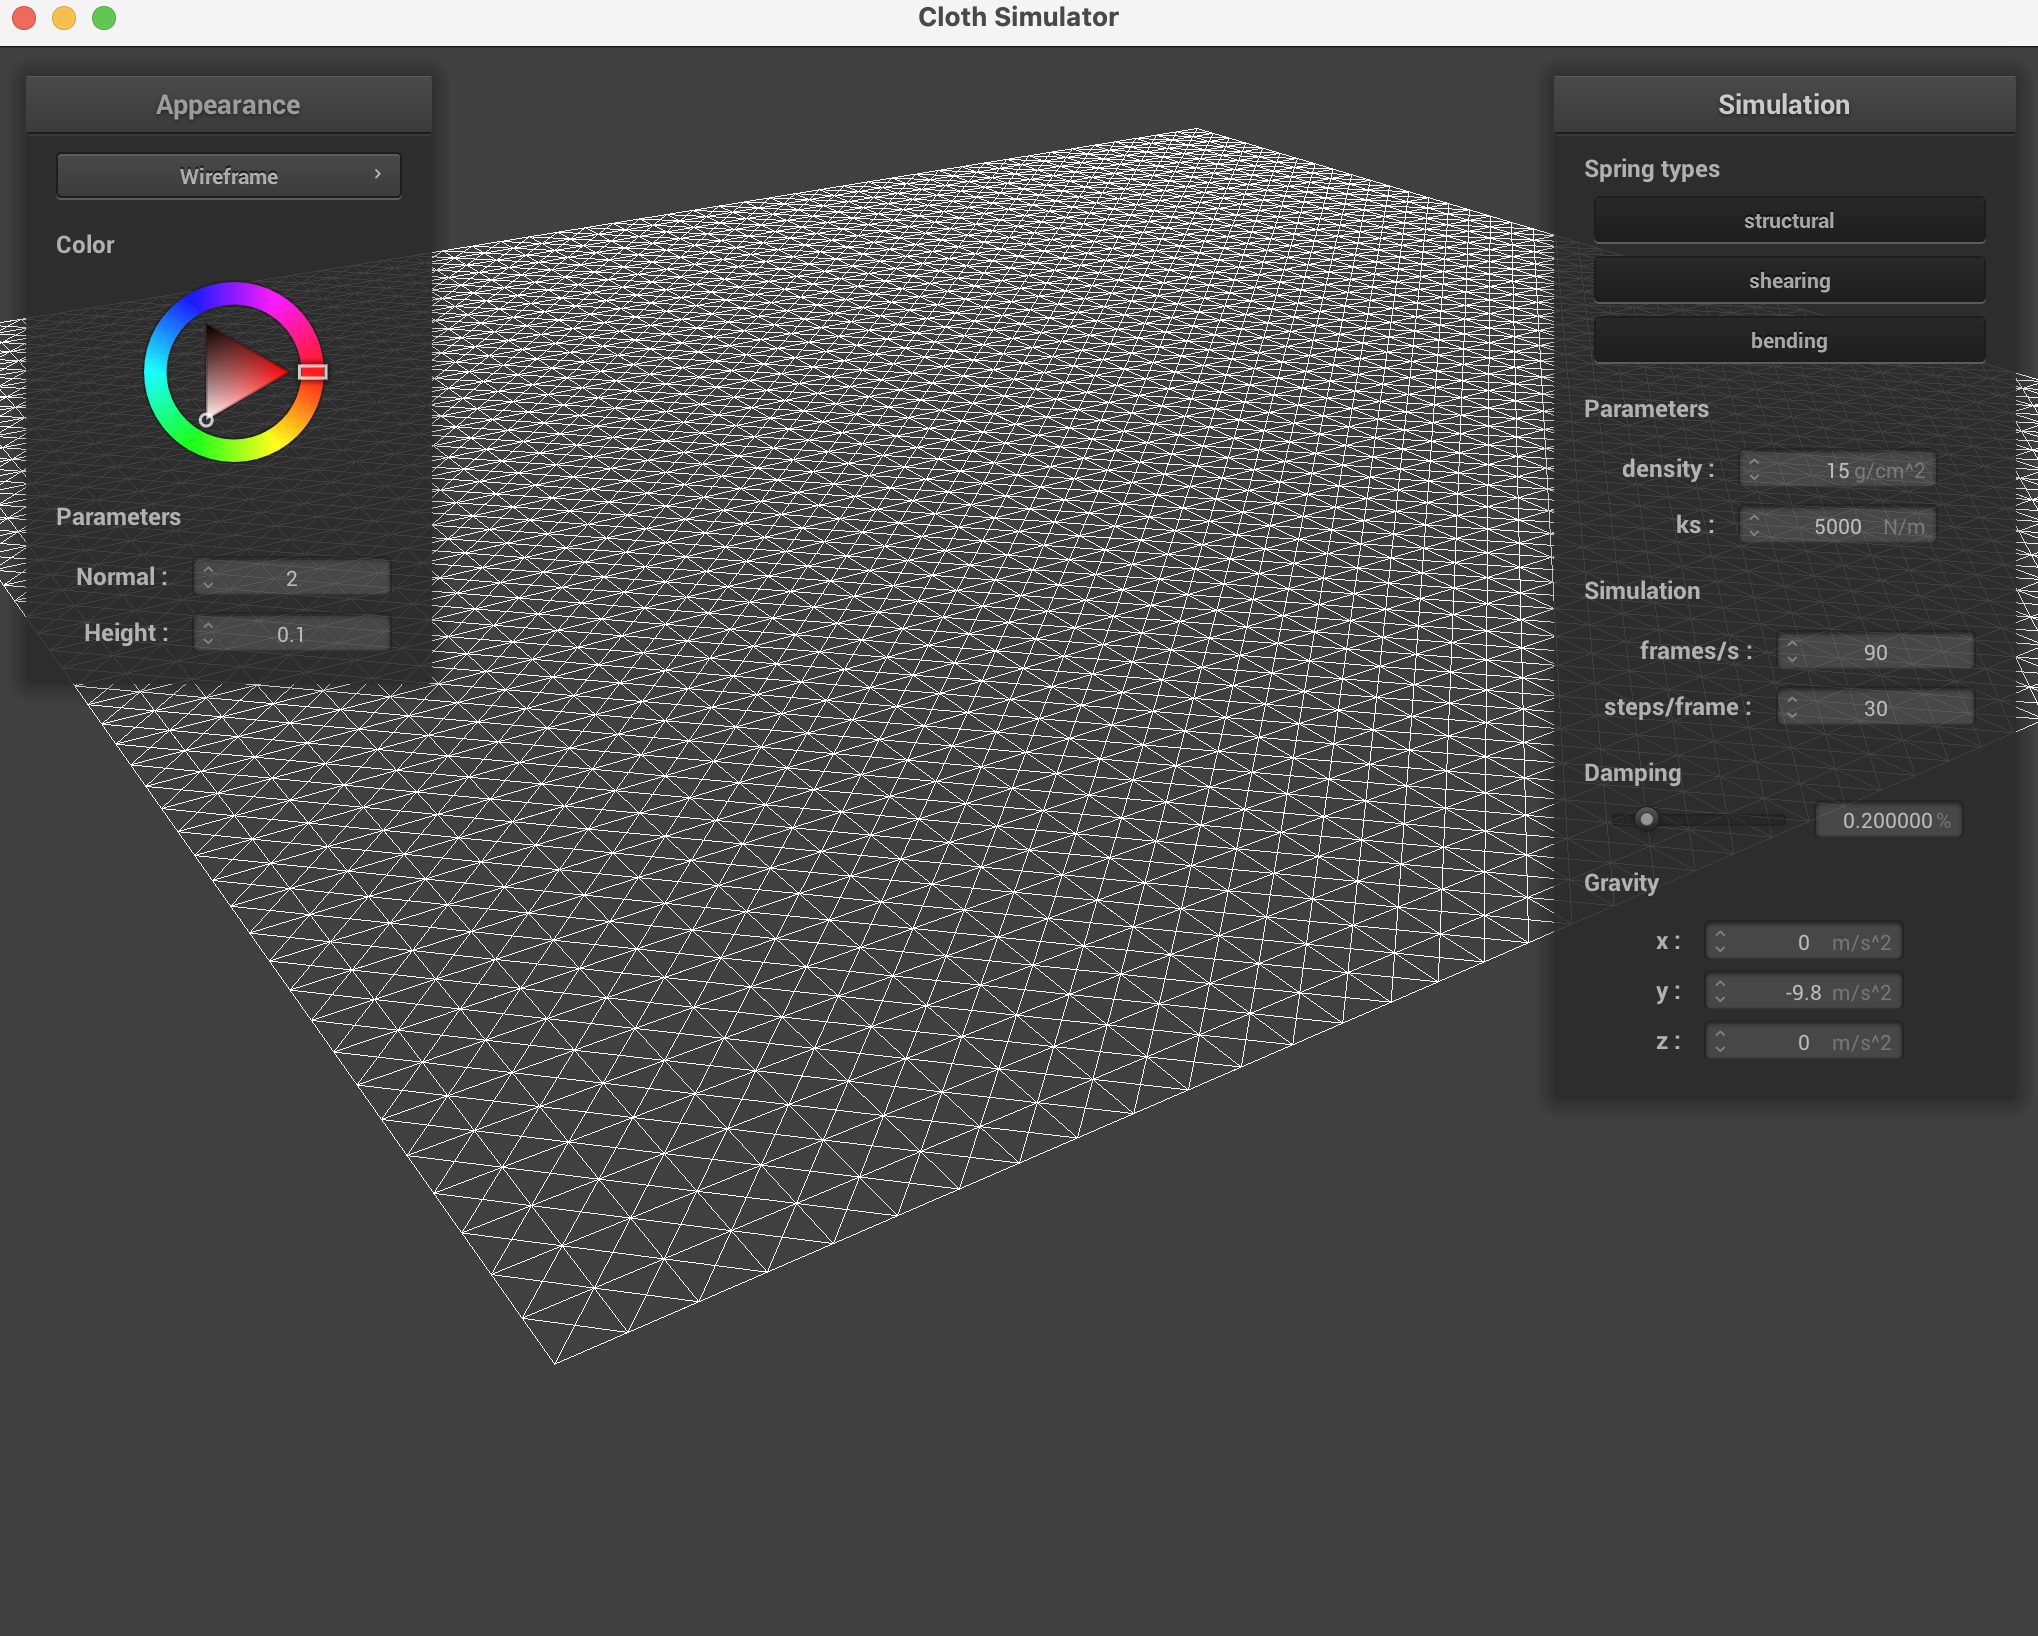 Cloth Simulator
Appearance
Wireframe
Color
Parameters
Normal : 2
Height : 0.1
Simulation
Spring types
structural
shearing
bending
Parameters
density : 15 g/cm^2
ks : 5000 N/m
Simulation
frames/s : 90
steps/frame : 30
Damping
0.200000 %
Gravity
x : 0 m/s^2
y : -9.8 m/s^2
z : 0 m/s^2